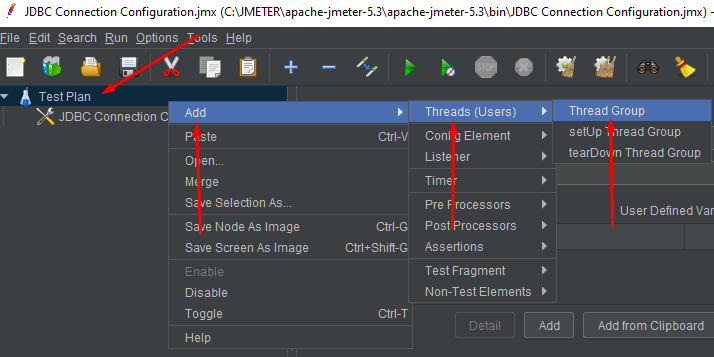 JDBC Connection Configuration.jmx (C:\JMETER\apache-jmeter-5.3\apache-jmeter-5.3\bin\JDBC Connection Configuration.jmx) -
File Edit Search Run Options Tools Help
Test Plan
JDBC Connection C
Add
Paste Ctrl-V
Open...
Merge
Save Selection As...
Save Node As Image Ctrl-G
Save Screen As Image Ctrl+Shift-G
Enable
Disable
Toggle Ctrl-T
Help
Threads (Users)
Config Element
Listener
Timer
Pre Processors
Post Processors
Assertions
Test Fragment
Non-Test Elements
Thread Group
setUp Thread Group
tearDown Thread Group
User Defined Var
Detail Add Add from Clipboard